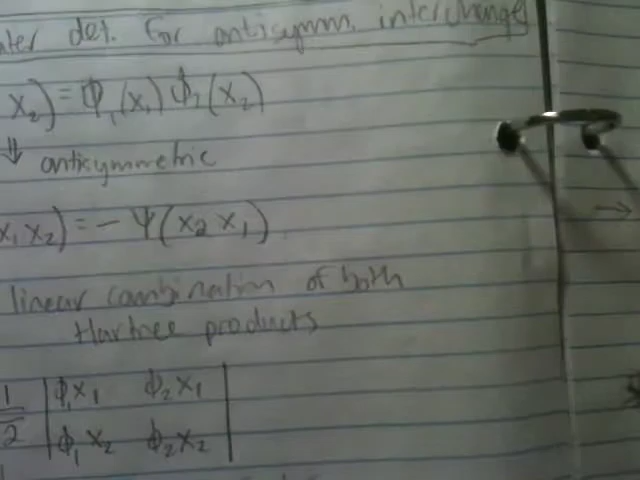 ater det. for antisymm. interchange
x₂) = ϕ₁(x₁) ϕ₂(x₂)
⇓ antisymmetric
x₁ x₂) = - Ψ(x₂ x₁)
linear combination of both
Hartree products
1/√2 | ϕ₁x₁ ϕ₂x₁ |
| ϕ₁x₂ ϕ₂x₂ |